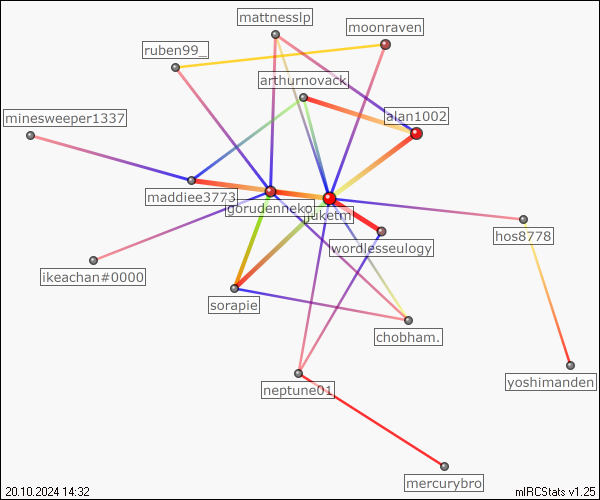 mattnesslp
moonraven
ruben99_
arthurnovack
minesweeper1337
alan1002
maddiee3773
gorudenneko
juketm
wordlesseulogy
hos8778
ikeachan#0000
sorapie
chobham.
neptune01
yoshimanden
mercurybro
20.10.2024 14:32
mIRCStats v1.25